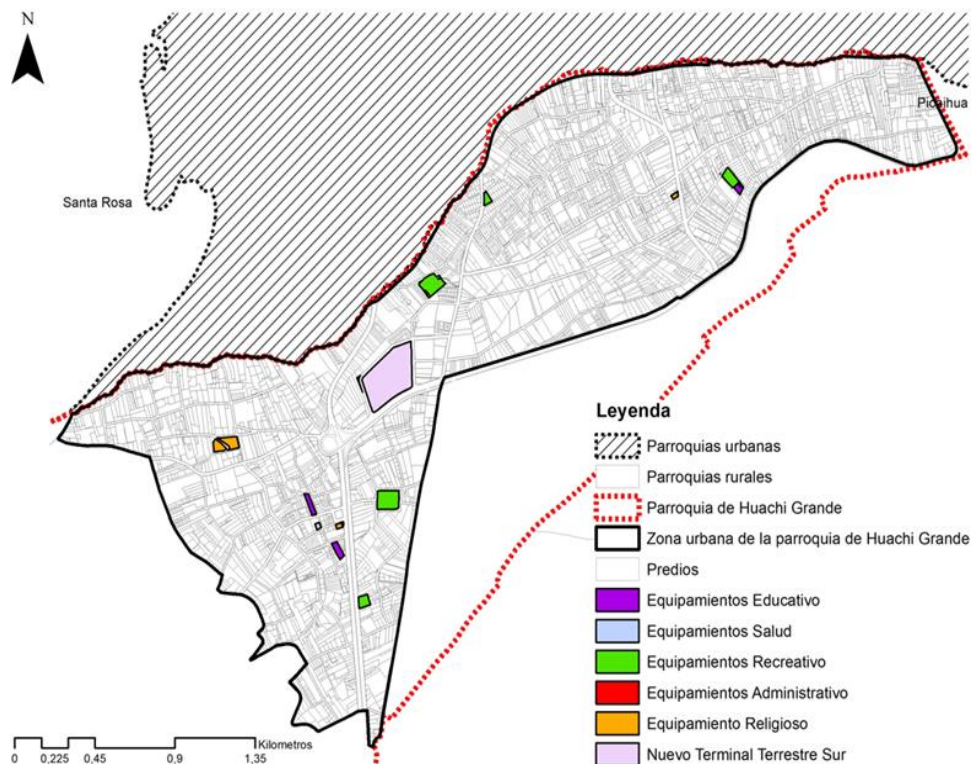 N
Picaihua
Santa Rosa
Leyenda
Parroquias urbanas
Parroquias rurales
Parroquia de Huachi Grande
Zona urbana de la parroquia de Huachi Grande
Predios
Equipamientos Educativo
Equipamientos Salud
Equipamientos Recreativo
Equipamientos Administrativo
Equipamiento Religioso
Nuevo Terminal Terrestre Sur
Kilometros
0 0,225 0,45 0,9 1,35